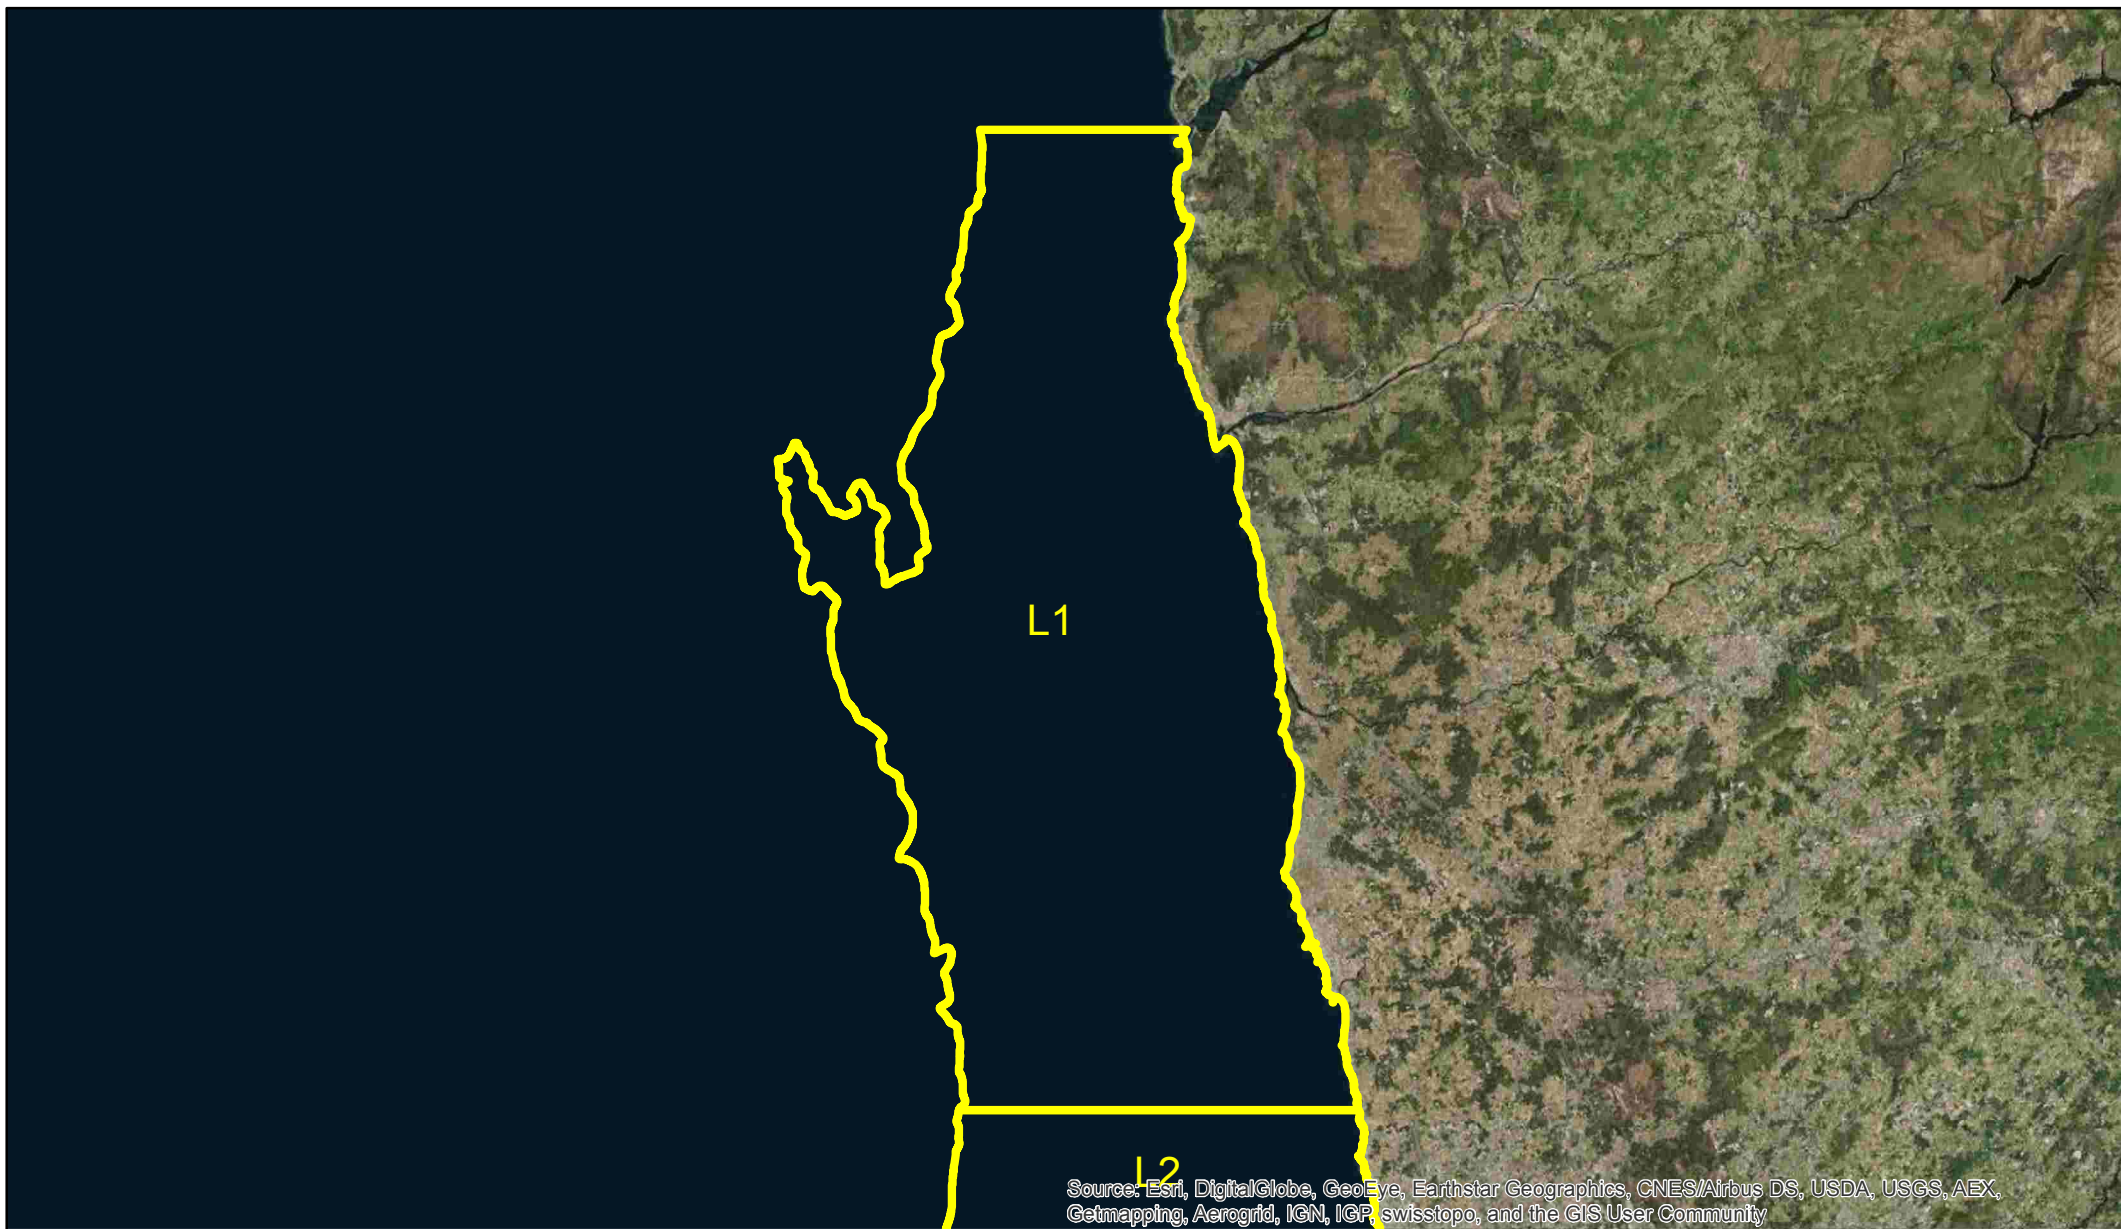 L1
L2
Source: Esri, DigitalGlobe, GeoEye, Earthstar Geographics, CNES/Airbus DS, USDA, USGS, AEX,
Getmapping, Aerogrid, IGN, IGP, swisstopo, and the GIS User Community